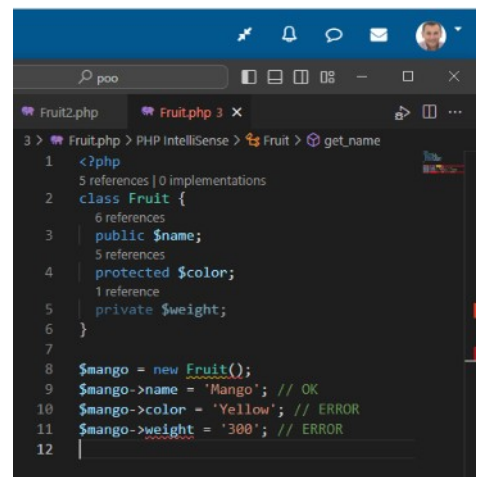 poo
Fruit2.php
Fruit.php 3
3 > Fruit.php > PHP IntelliSense > Fruit > get_name
1 <?php
5 references | 0 implementations
2 class Fruit {
6 references
3 public $name;
5 references
4 protected $color;
1 reference
5 private $weight;
6 }
7
8 $mango = new Fruit();
9 $mango->name = 'Mango'; // OK
10 $mango->color = 'Yellow'; // ERROR
11 $mango->weight = '300'; // ERROR
12